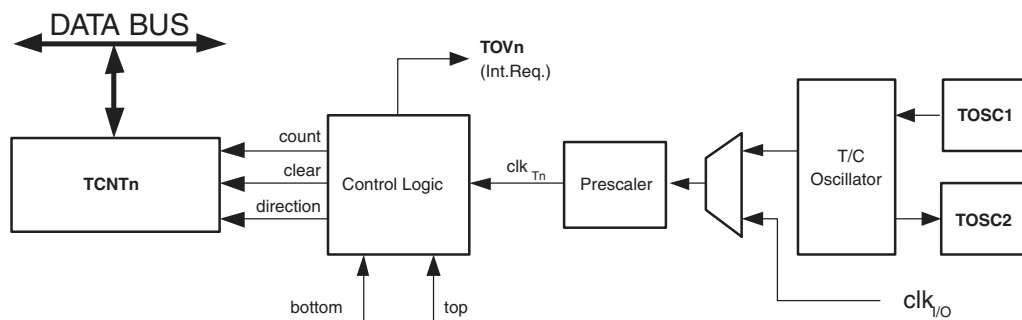 DATA BUS
TOVn
(Int.Req.)
TOSC1
count
clear
direction
TCNTn
Control Logic
clk Tn
Prescaler
T/C
Oscillator
TOSC2
bottom
top
clk I/O